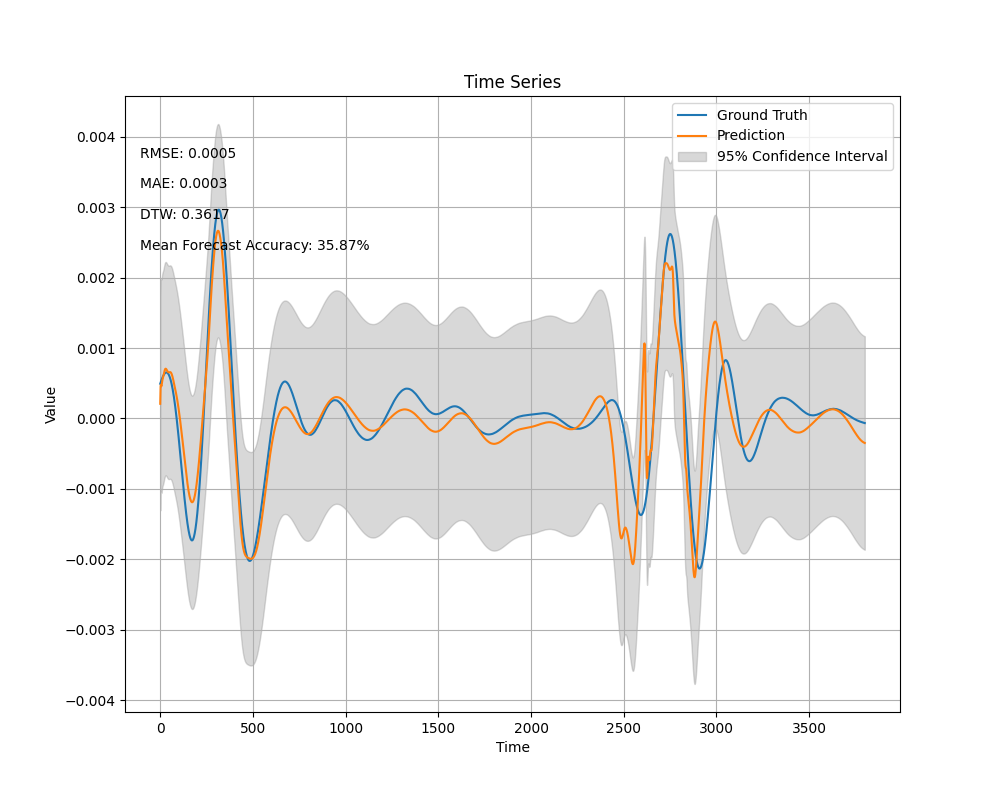 Time Series
Ground Truth
Prediction
95% Confidence Interval
RMSE: 0.0005
MAE: 0.0003
DTW: 0.3617
Mean Forecast Accuracy: 35.87%
0.004
0.003
0.002
0.001
0.000
−0.001
−0.002
−0.003
−0.004
Value
0 500 1000 1500 2000 2500 3000 3500
Time